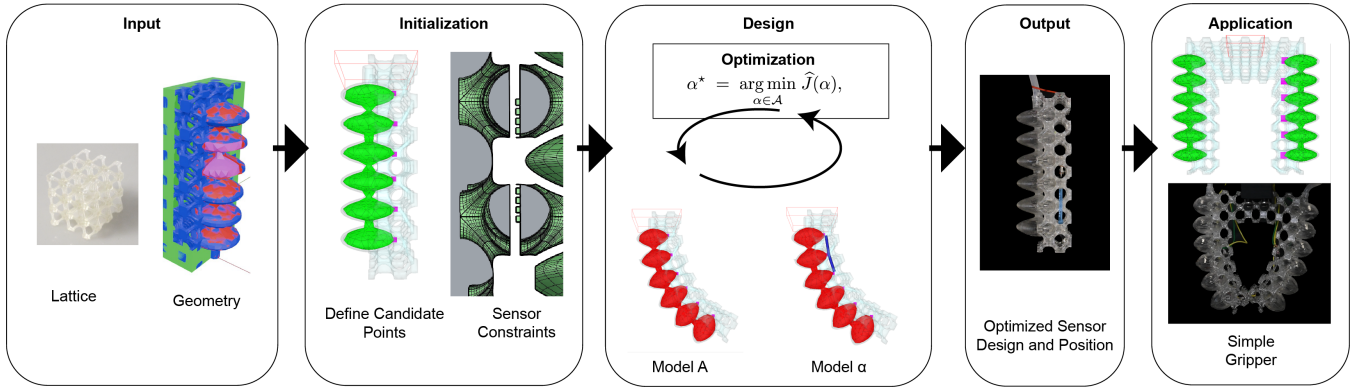 Input
Lattice
Geometry
Initialization
Define Candidate
Points
Sensor
Constraints
Design
Optimization
α⋆ = arg min Ĵ(α),
α∈𝒜
Model A
Model α
Output
Optimized Sensor
Design and Position
Application
Simple
Gripper